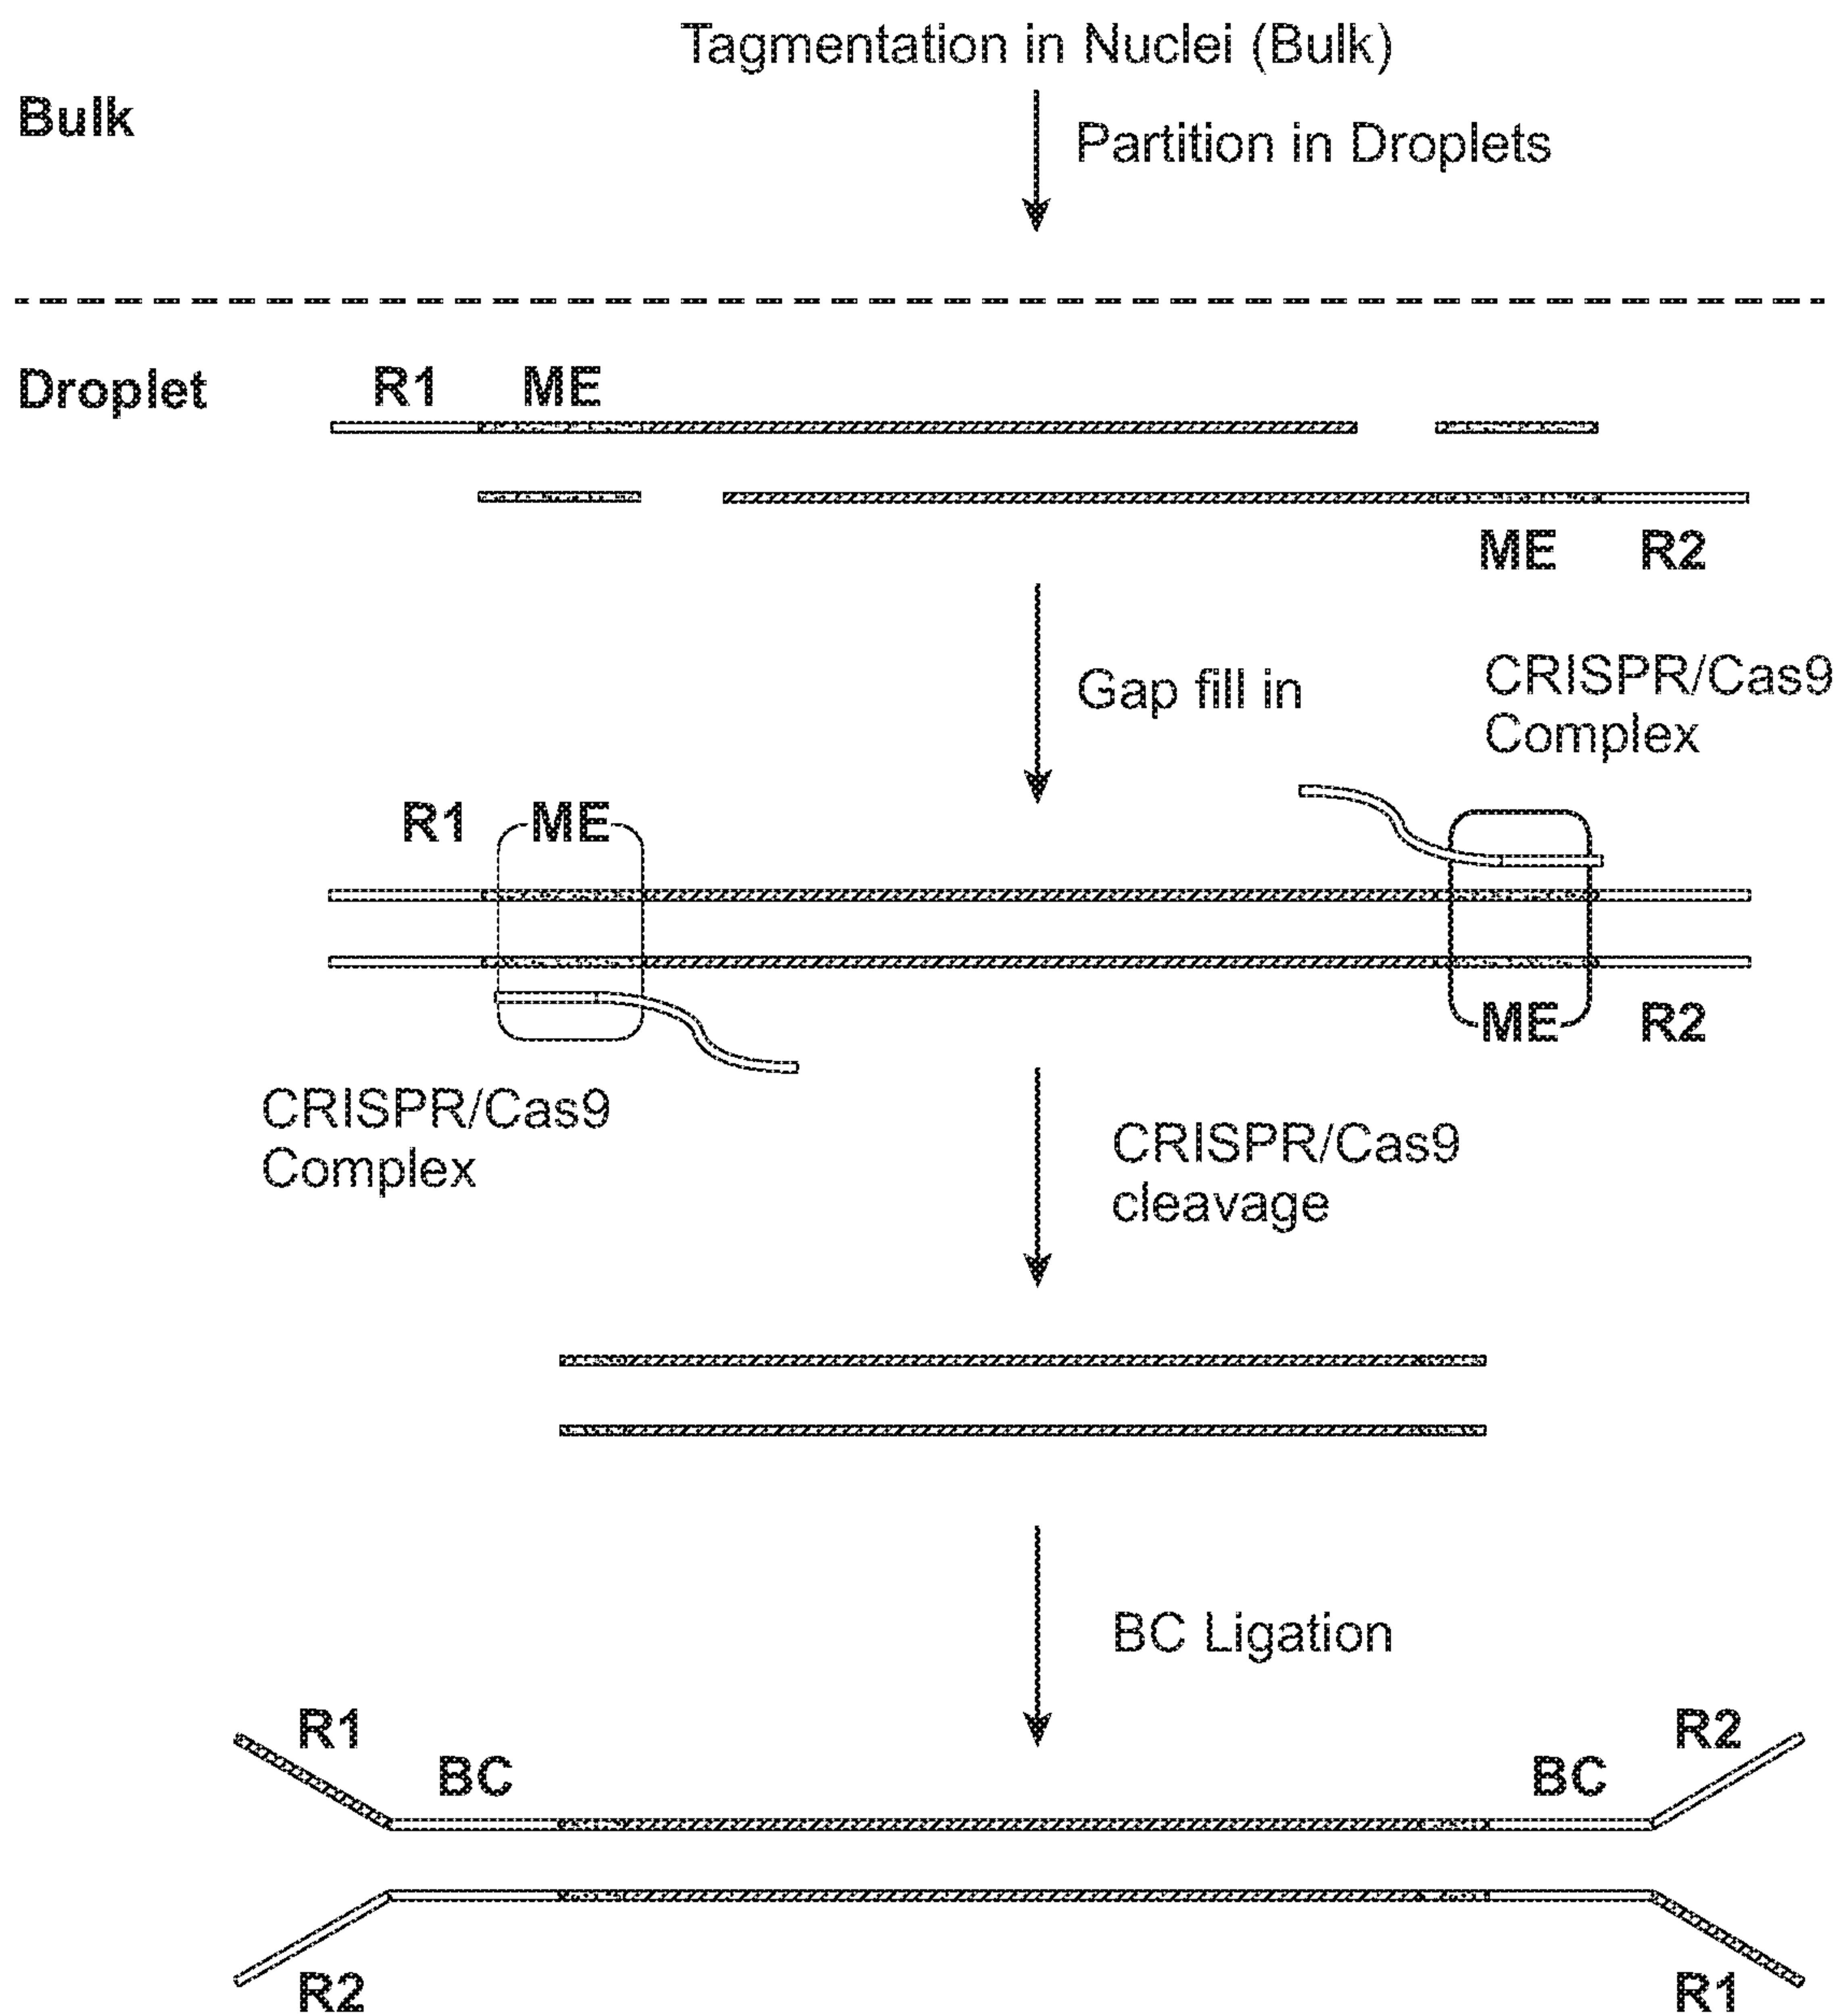 Tagmentation in Nuclei (Bulk)
Bulk
Partition in Droplets
Droplet
R1 ME
ME R2
Gap fill in
CRISPR/Cas9
Complex
R1 ME
ME R2
CRISPR/Cas9
Complex
CRISPR/Cas9
cleavage
BC Ligation
R1
R2
BC
BC
R2
R1